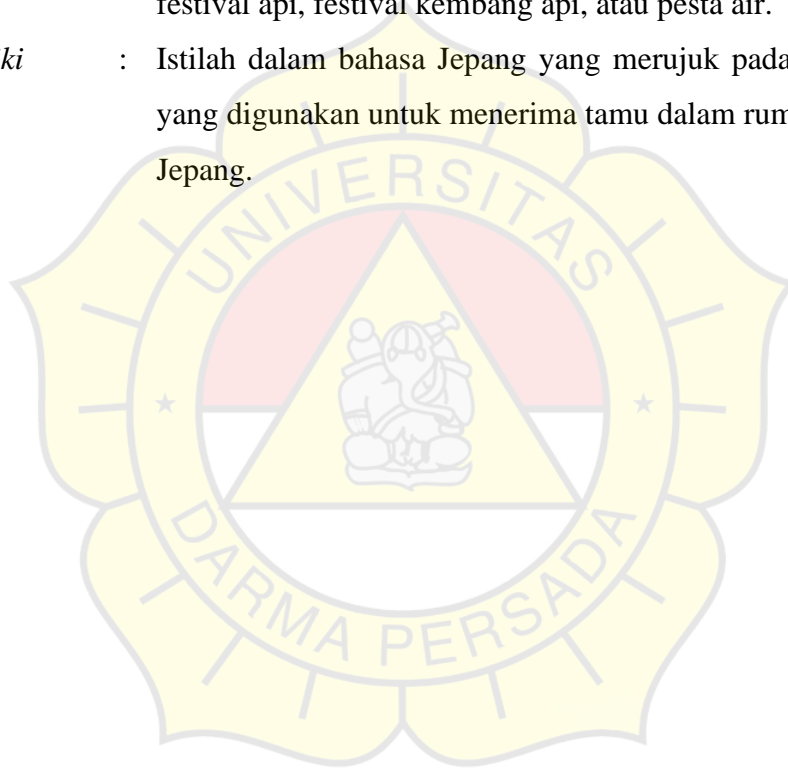 festival api, festival kembang api, atau pesta air.
ki : Istilah dalam bahasa Jepang yang merujuk pada
yang digunakan untuk menerima tamu dalam rum
Jepang.
UNIVERSITAS
DARMA PERSADA